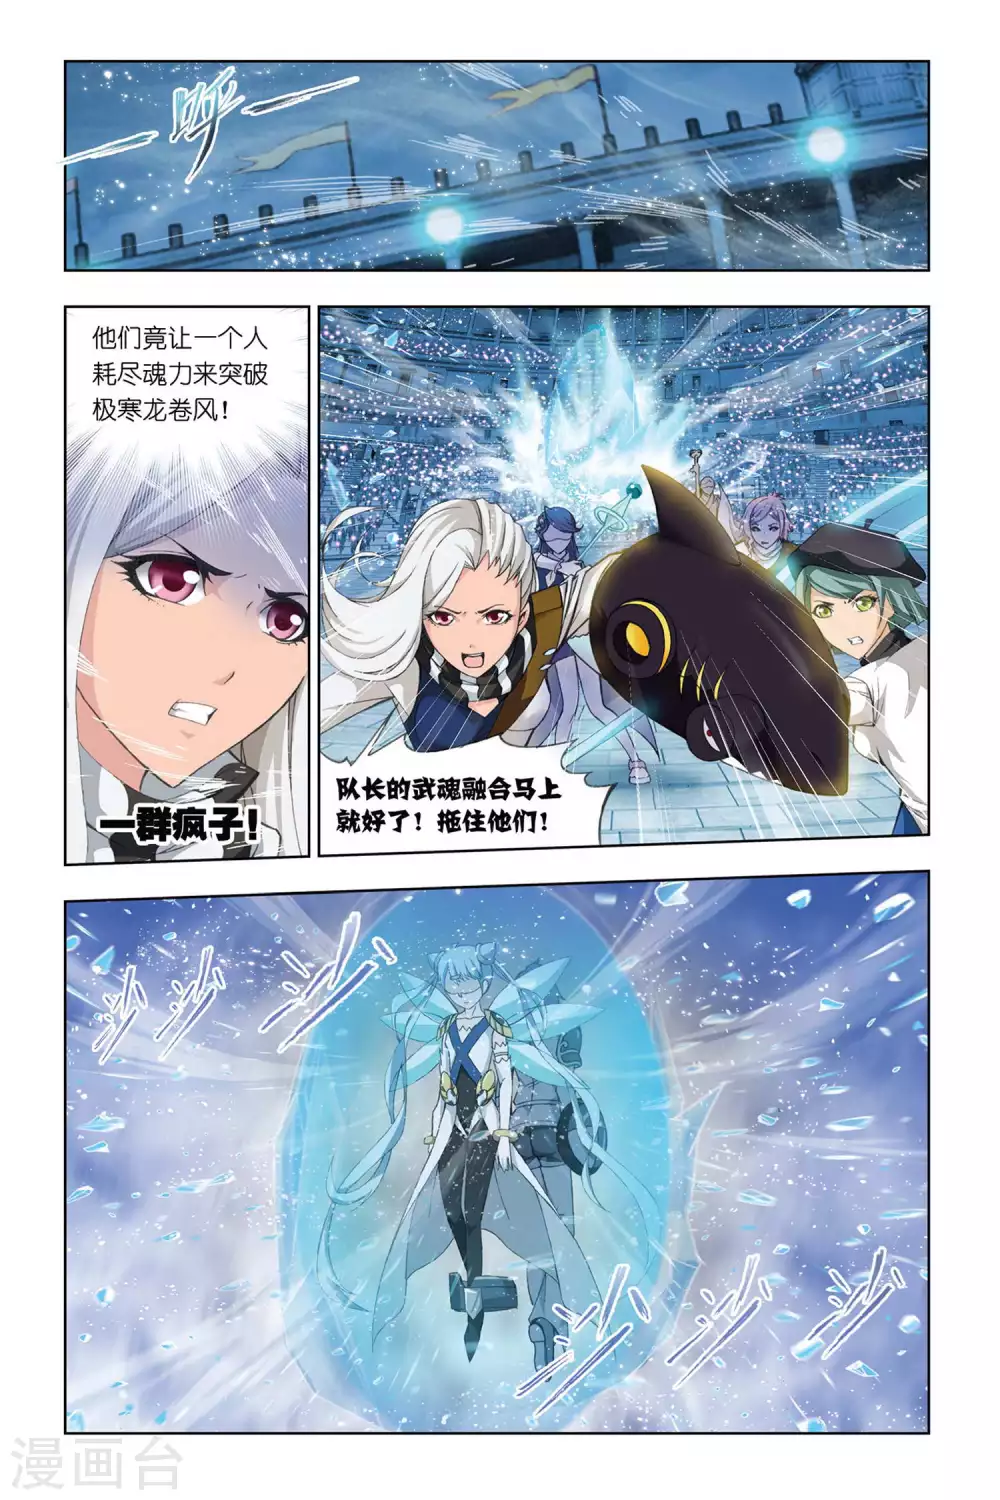 呼
他们竟让一个人
耗尽魂力来突破
极寒龙卷风！
一群疯子！
队长的武魂融合马上
就好了！拖住他们！
沙 沙 沙
沙 沙 沙
漫画台